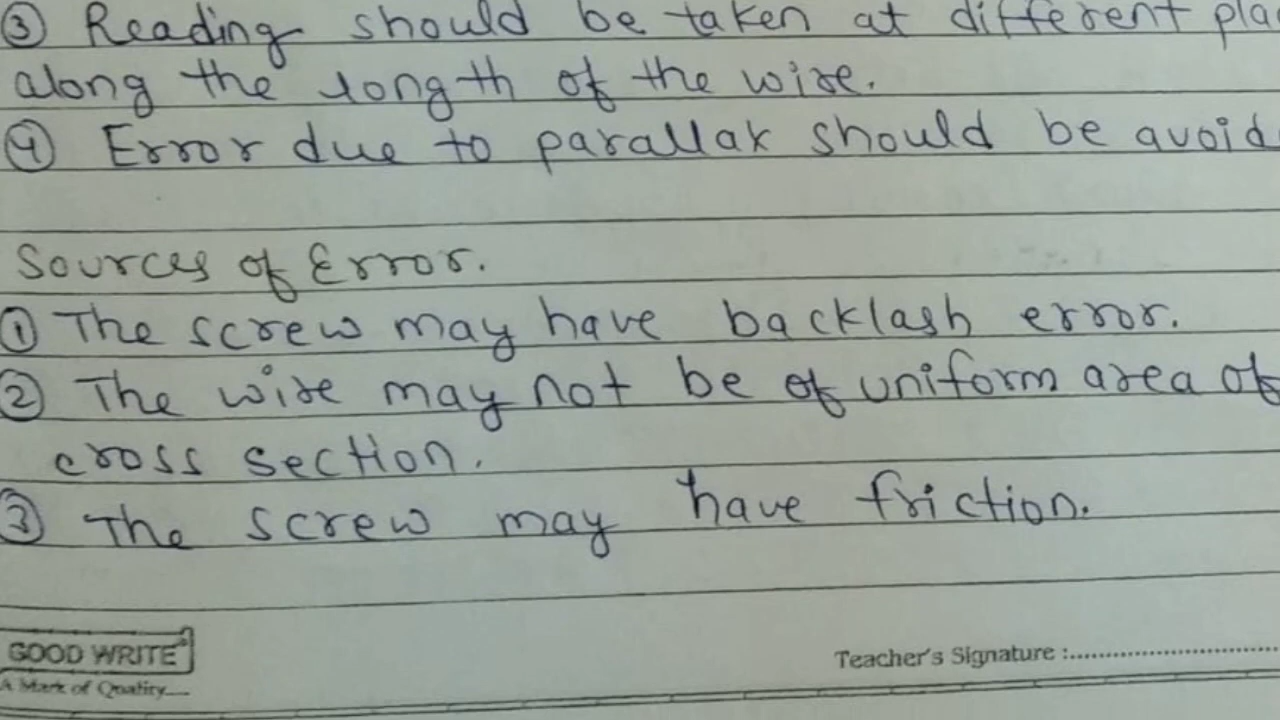 ③ Reading should be taken at different plac
along the length of the wire.
④ Error due to parallax should be avoid
Sources of Error.
① The screw may have backlash error.
② The wire may not be of uniform area of
cross section.
③ The screw may have friction.
GOOD WRITE
A Mark of Quality
Teacher's Signature :..............................